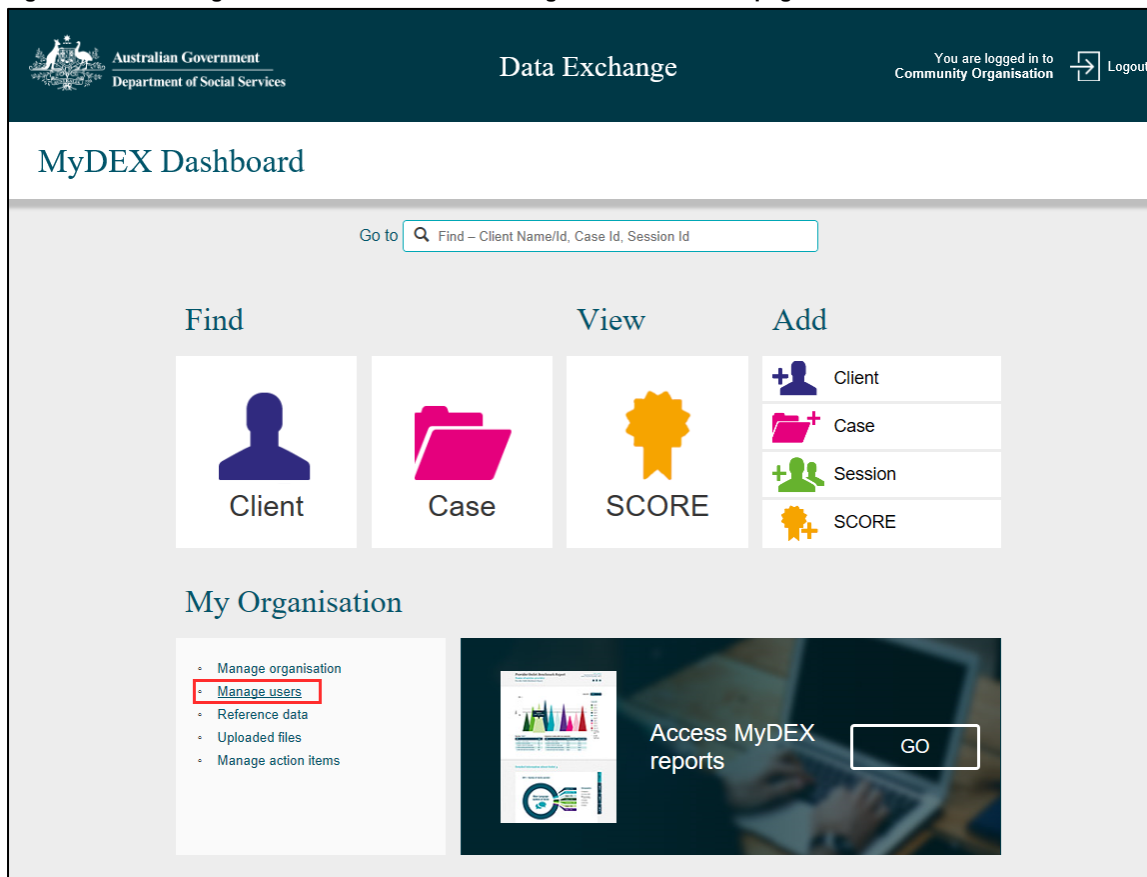 Australian Government
Department of Social Services
Data Exchange
You are logged in to
Community Organisation
Logout
MyDEX Dashboard
Go to
Find – Client Name/Id, Case Id, Session Id
Find
View
Add
Client
Case
SCORE
Client
Case
Session
SCORE
My Organisation
Manage organisation
Manage users
Reference data
Uploaded files
Manage action items
Access MyDEX
reports
GO